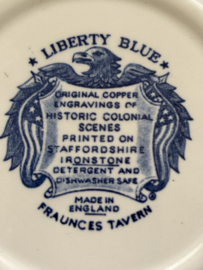 LIBERTY BLUE
ORIGINAL COPPER
ENGRAVINGS OF
HISTORIC COLONIAL
SCENES
PRINTED ON
STAFFORDSHIRE
IRONSTONE
DETERGENT AND
DISHWASHER SAFE
MADE IN
ENGLAND
FRAUNCES TAVERN